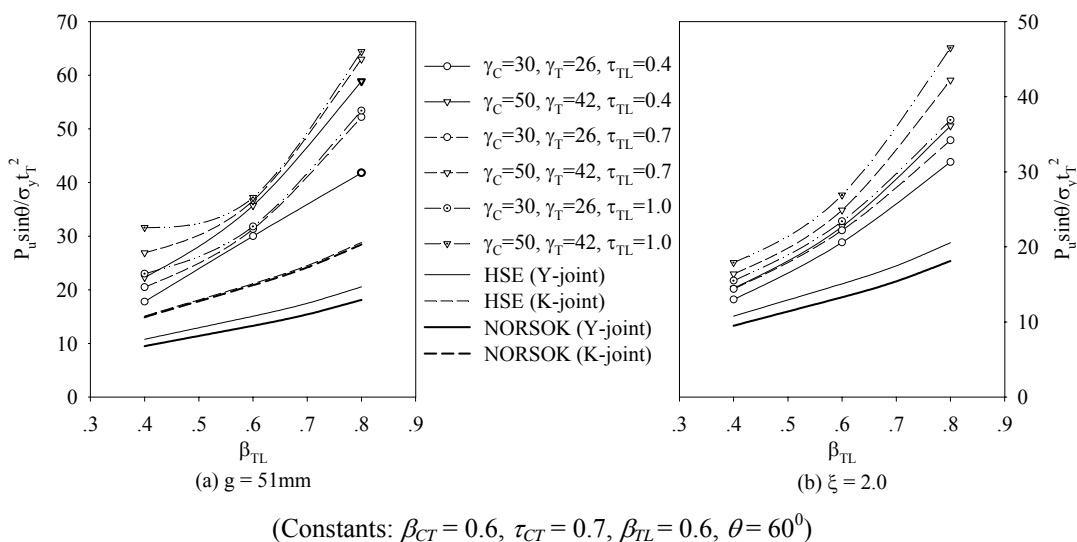 70
60
50
40
30
20
10
0
P_u sinθ/σ_y t_T^2
.3 .4 .5 .6 .7 .8 .9
β_TL
(a) g = 51mm
γ_C=30, γ_T=26, τ_TL=0.4
γ_C=50, γ_T=42, τ_TL=0.4
γ_C=30, γ_T=26, τ_TL=0.7
γ_C=50, γ_T=42, τ_TL=0.7
γ_C=30, γ_T=26, τ_TL=1.0
γ_C=50, γ_T=42, τ_TL=1.0
HSE (Y-joint)
HSE (K-joint)
NORSOK (Y-joint)
NORSOK (K-joint)
50
40
30
20
10
0
P_u sinθ/σ_y t_T^2
.3 .4 .5 .6 .7 .8 .9
β_TL
(b) ξ = 2.0
(Constants: β_CT = 0.6, τ_CT = 0.7, β_TL = 0.6, θ = 60^0)